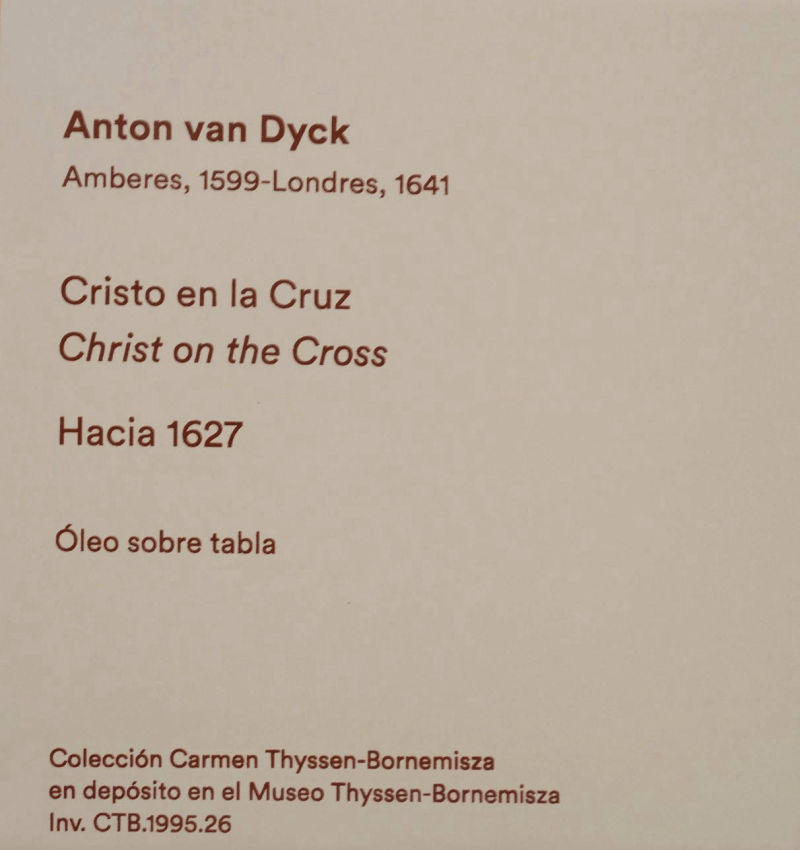 Anton van Dyck
Amberes, 1599-Londres, 1641
Cristo en la Cruz
Christ on the Cross
Hacia 1627
Óleo sobre tabla
Colección Carmen Thyssen-Bornemisza
en depósito en el Museo Thyssen-Bornemisza
Inv. CTB.1995.26